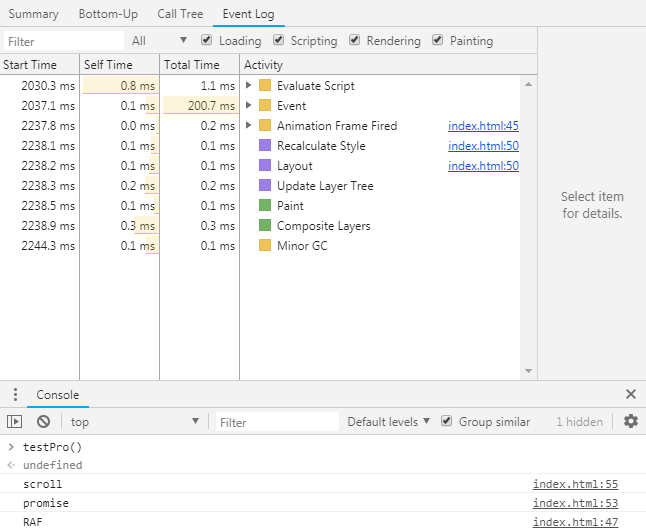 Summary Bottom-Up Call Tree Event Log
Filter All Loading Scripting Rendering Painting
Start Time Self Time Total Time Activity
2030.3 ms 0.8 ms 1.1 ms Evaluate Script
2037.1 ms 0.1 ms 200.7 ms Event
2237.8 ms 0.0 ms 0.2 ms Animation Frame Fired index.html:45
2238.1 ms 0.1 ms 0.1 ms Recalculate Style index.html:50
2238.2 ms 0.1 ms 0.1 ms Layout index.html:50
2238.3 ms 0.2 ms 0.2 ms Update Layer Tree
2238.5 ms 0.1 ms 0.1 ms Paint
2238.9 ms 0.3 ms 0.3 ms Composite Layers
2244.3 ms 0.1 ms 0.1 ms Minor GC
Select item
for details.
Console
top Filter Default levels Group similar 1 hidden
testPro()
undefined
scroll index.html:55
promise index.html:53
RAF index.html:47